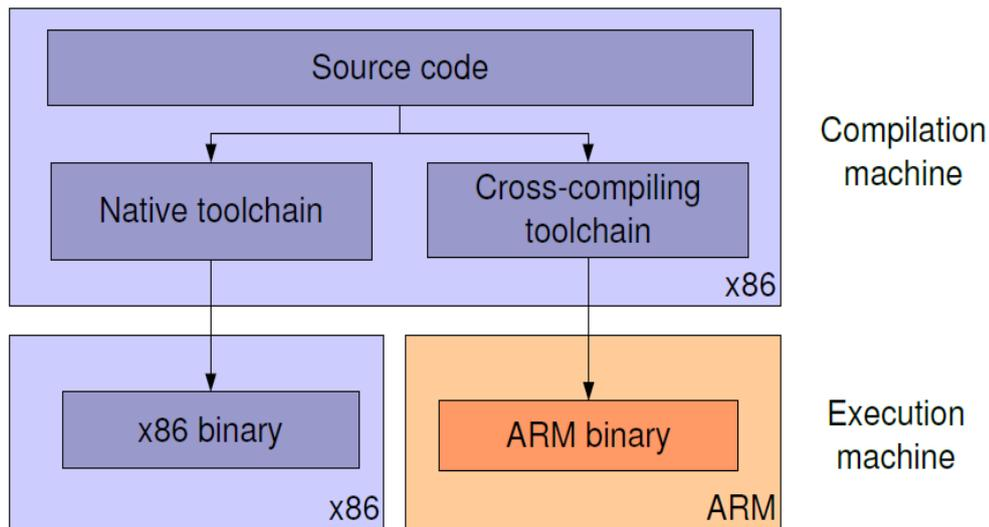 Source code
Compilation
machine
Native toolchain
Cross-compiling
toolchain
x86
x86 binary
ARM binary
Execution
machine
x86
ARM